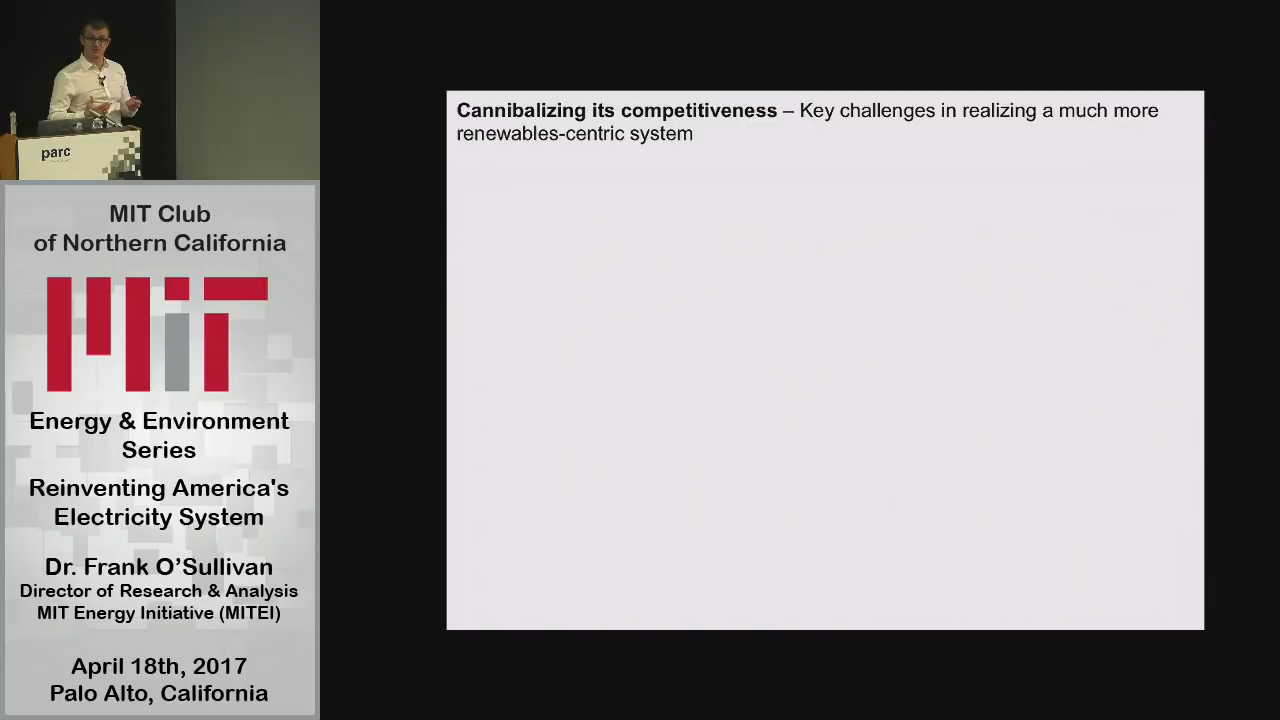 parc
MIT Club
of Northern California
MIT
Energy & Environment
Series
Reinventing America's
Electricity System
Dr. Frank O’Sullivan
Director of Research & Analysis
MIT Energy Initiative (MITEI)
April 18th, 2017
Palo Alto, California
Cannibalizing its competitiveness – Key challenges in realizing a much more
renewables-centric system